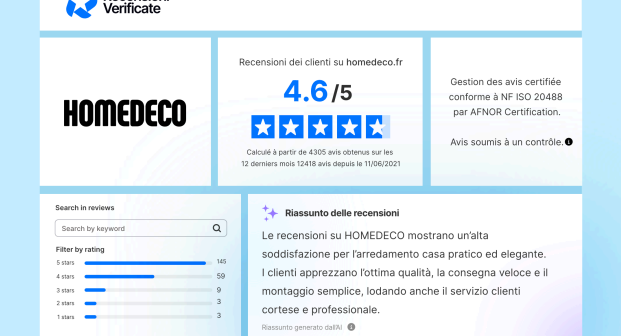 Verificate
HOMEDECO
Recensioni dei clienti su homedeco.fr
4.6/5
Calculé à partir de 4305 avis obtenus sur les
12 derniers mois 12418 avis depuis le 11/06/2021
Gestion des avis certifiée
conforme à NF ISO 20488
par AFNOR Certification.
Avis soumis à un contrôle.
Search in reviews
Search by keyword
Filter by rating
5 stars 145
4 stars 59
3 stars 9
2 stars 3
1 stars 3
Riassunto delle recensioni
Le recensioni su HOMEDECO mostrano un'alta
soddisfazione per l'arredamento casa pratico ed elegante.
I clienti apprezzano l'ottima qualità, la consegna veloce e il
montaggio semplice, lodando anche il servizio clienti
cortese e professionale.
Riassunto generato dall'AI